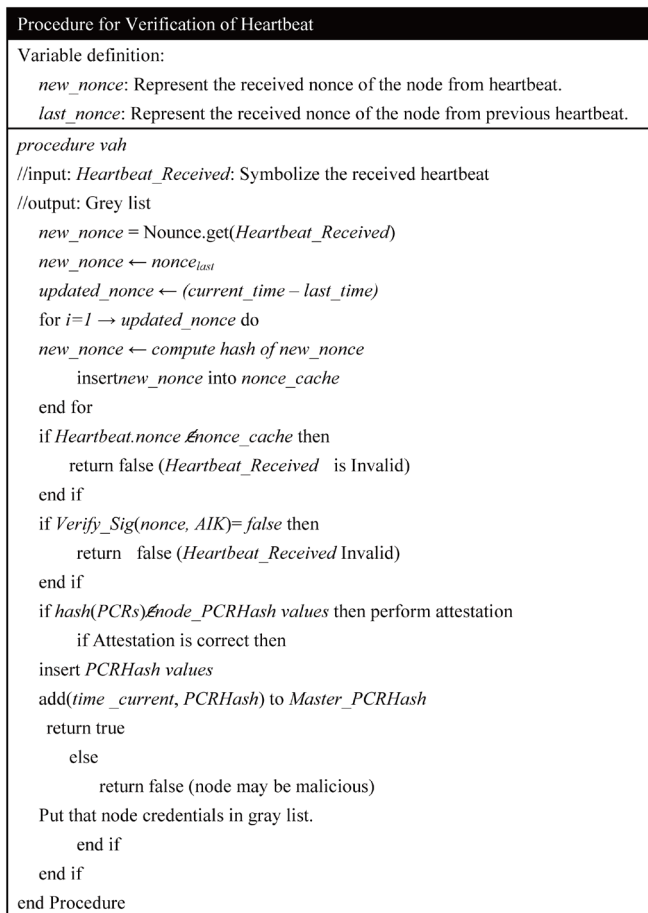 Procedure for Verification of Heartbeat
Variable definition:
new_nonce: Represent the received nonce of the node from heartbeat.
last_nonce: Represent the received nonce of the node from previous heartbeat.
procedure vah
//input: Heartbeat_Received: Symbolize the received heartbeat
//output: Grey list
new_nonce = Nounce.get(Heartbeat_Received)
new_nonce ← nonce_last
updated_nonce ← (current_time – last_time)
for i=1 → updated_nonce do
new_nonce ← compute hash of new_nonce
insertnew_nonce into nonce_cache
end for
if Heartbeat.nonce ∉nonce_cache then
return false (Heartbeat_Received is Invalid)
end if
if Verify_Sig(nonce, AIK)= false then
return false (Heartbeat_Received Invalid)
end if
if hash(PCRs)∉node_PCRHash values then perform attestation
if Attestation is correct then
insert PCRHash values
add(time _current, PCRHash) to Master_PCRHash
return true
else
return false (node may be malicious)
Put that node credentials in gray list.
end if
end if
end Procedure